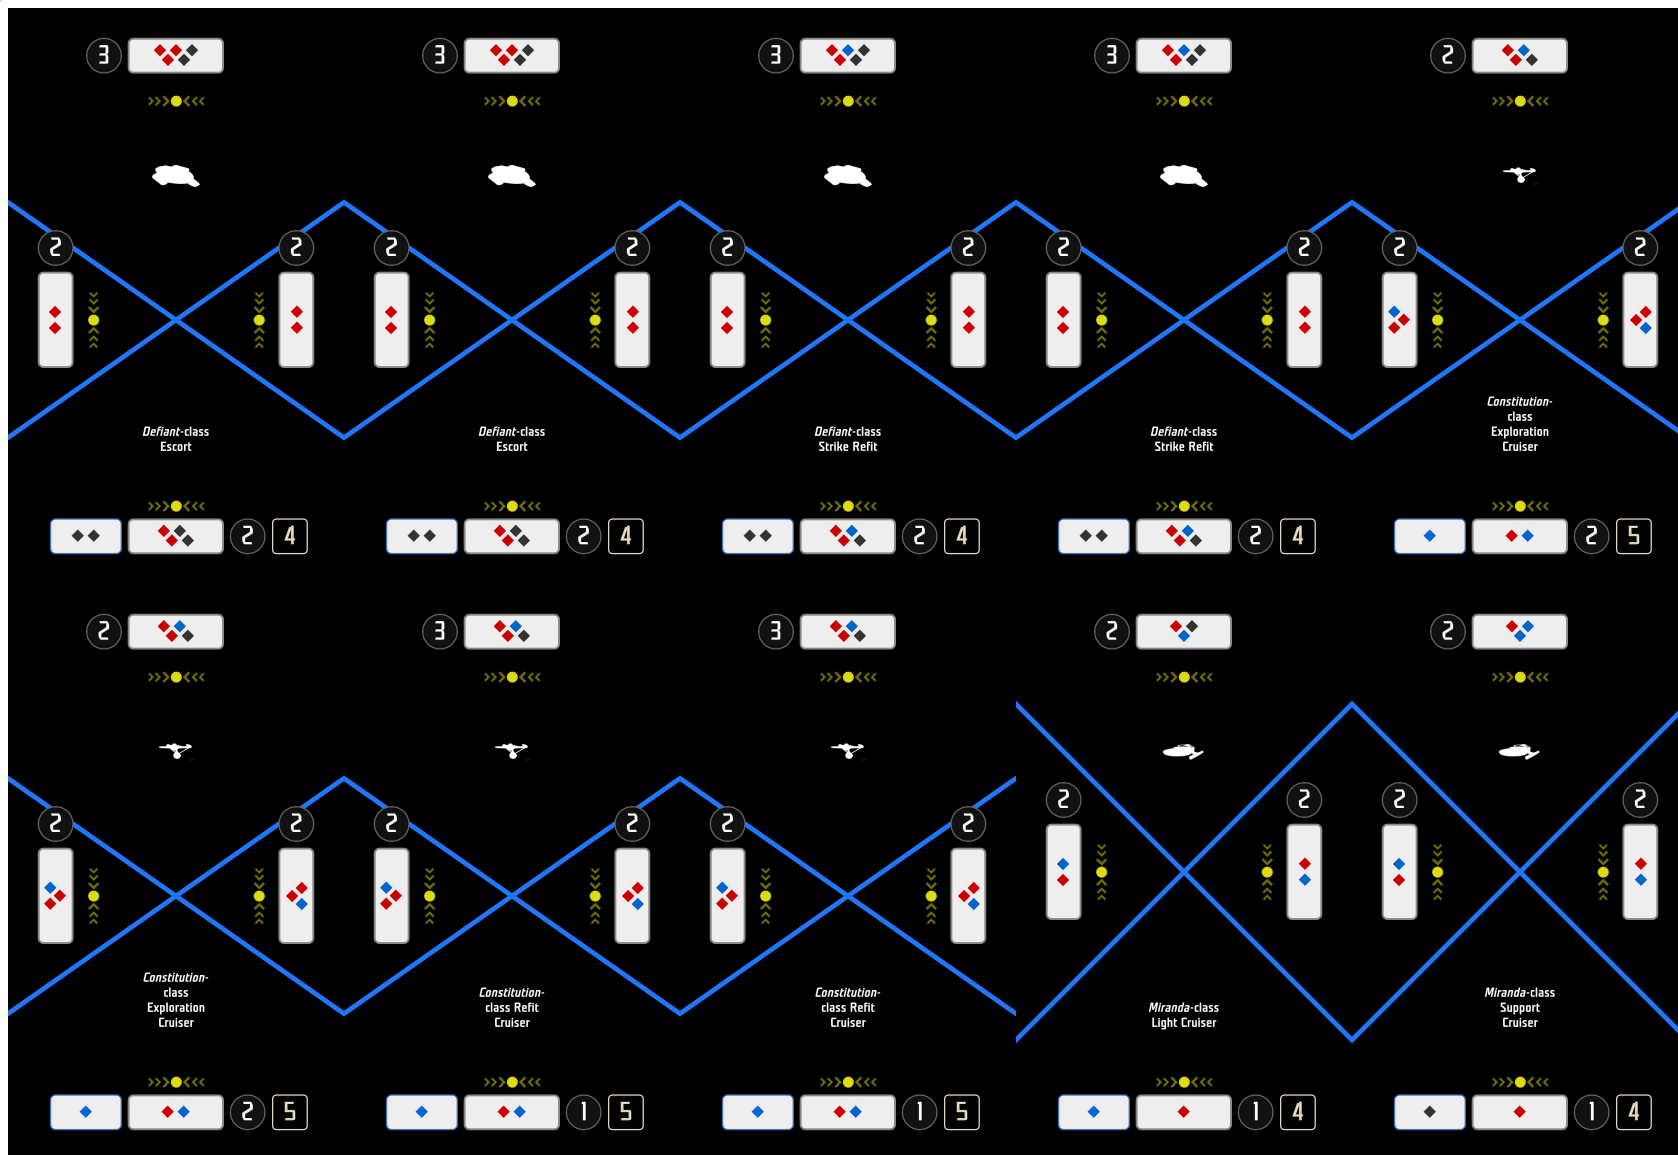 3 3 3 3 2
2 2 2 2 2 2 2 2 2 2
Defiant-class
Escort
Defiant-class
Escort
Defiant-class
Strike Refit
Defiant-class
Strike Refit
Constitution-
class
Exploration
Cruiser
2 4 2 4 2 4 2 4 2 5
2 3 3 2 2
2 2 2 2 2 2 2 2 2 2
Constitution-
class
Exploration
Cruiser
Constitution-
class Refit
Cruiser
Constitution-
class Refit
Cruiser
Miranda-class
Light Cruiser
Miranda-class
Support
Cruiser
2 5 1 5 1 5 1 4 1 4